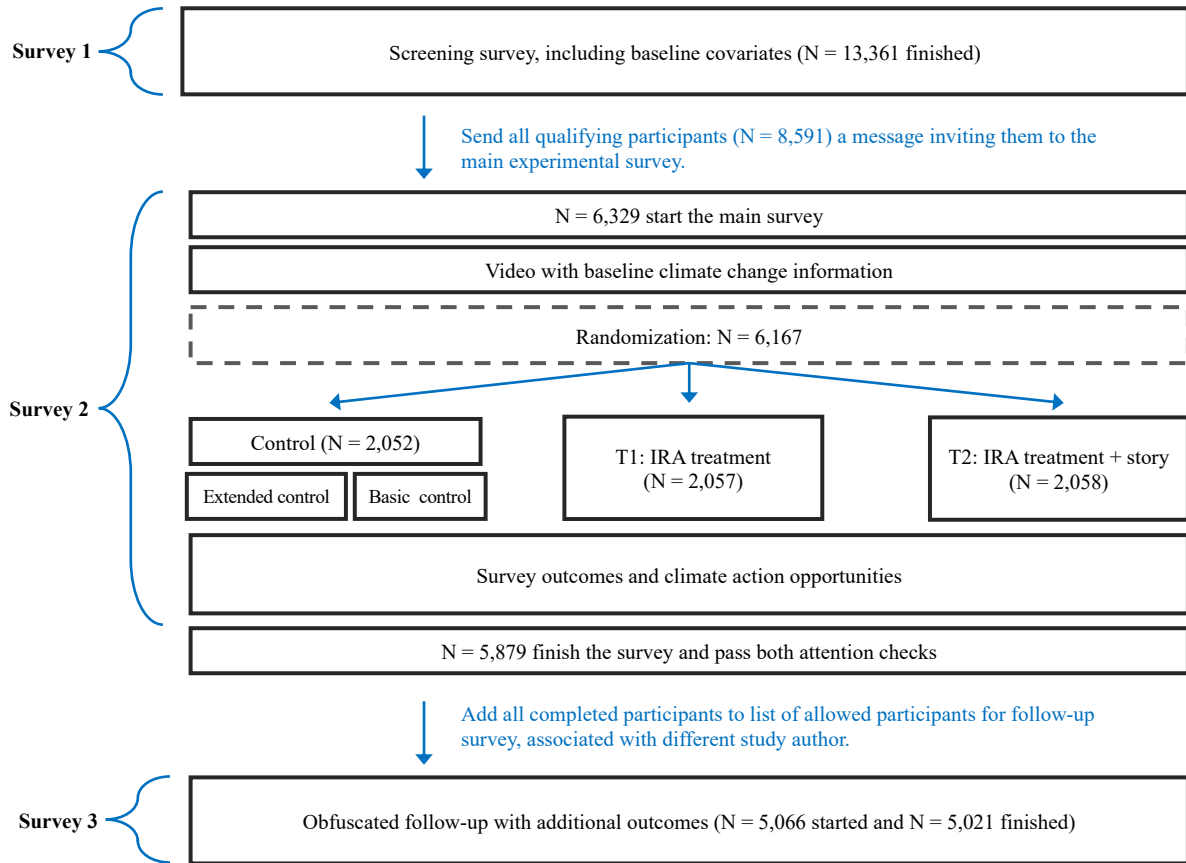 Survey 1
Screening survey, including baseline covariates (N = 13,361 finished)
Send all qualifying participants (N = 8,591) a message inviting them to the
main experimental survey.
N = 6,329 start the main survey
Video with baseline climate change information
Randomization: N = 6,167
Survey 2
Control (N = 2,052)
Extended control
Basic control
T1: IRA treatment
(N = 2,057)
T2: IRA treatment + story
(N = 2,058)
Survey outcomes and climate action opportunities
N = 5,879 finish the survey and pass both attention checks
Add all completed participants to list of allowed participants for follow-up
survey, associated with different study author.
Survey 3
Obfuscated follow-up with additional outcomes (N = 5,066 started and N = 5,021 finished)